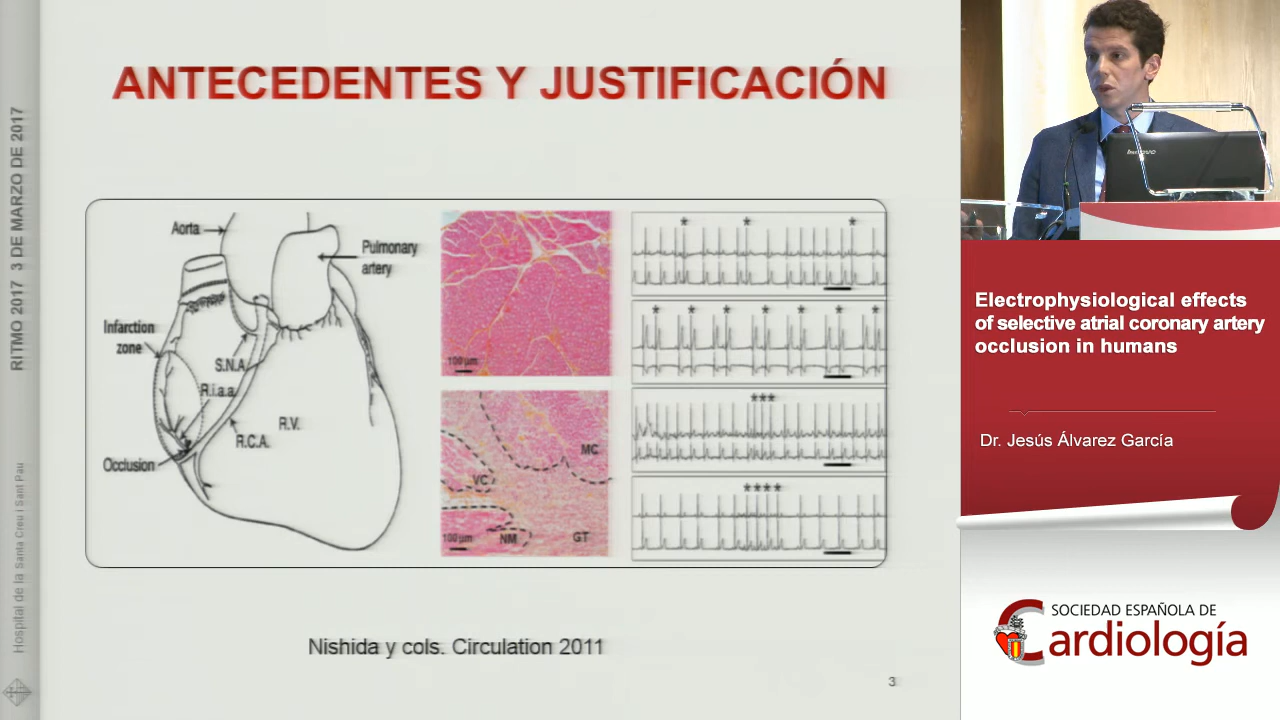 RITMO 2017 3 DE MARZO DE 2017
Hospital de la Santa Creu i Sant Pau
ANTECEDENTES Y JUSTIFICACIÓN
Aorta
Pulmonary
artery
Infarction
zone
S.N.A
R.i.a.a.
R.V.
R.C.A.
Occlusion
100 µm
MC
VC
100 µm
NM
GT
*
*
*
*
*
*
*
*
*
*
***
****
Nishida y cols. Circulation 2011
3
lenovo
Electrophysiological effects
of selective atrial coronary artery
occlusion in humans
Dr. Jesús Álvarez García
SOCIEDAD ESPAÑOLA DE
Cardiología